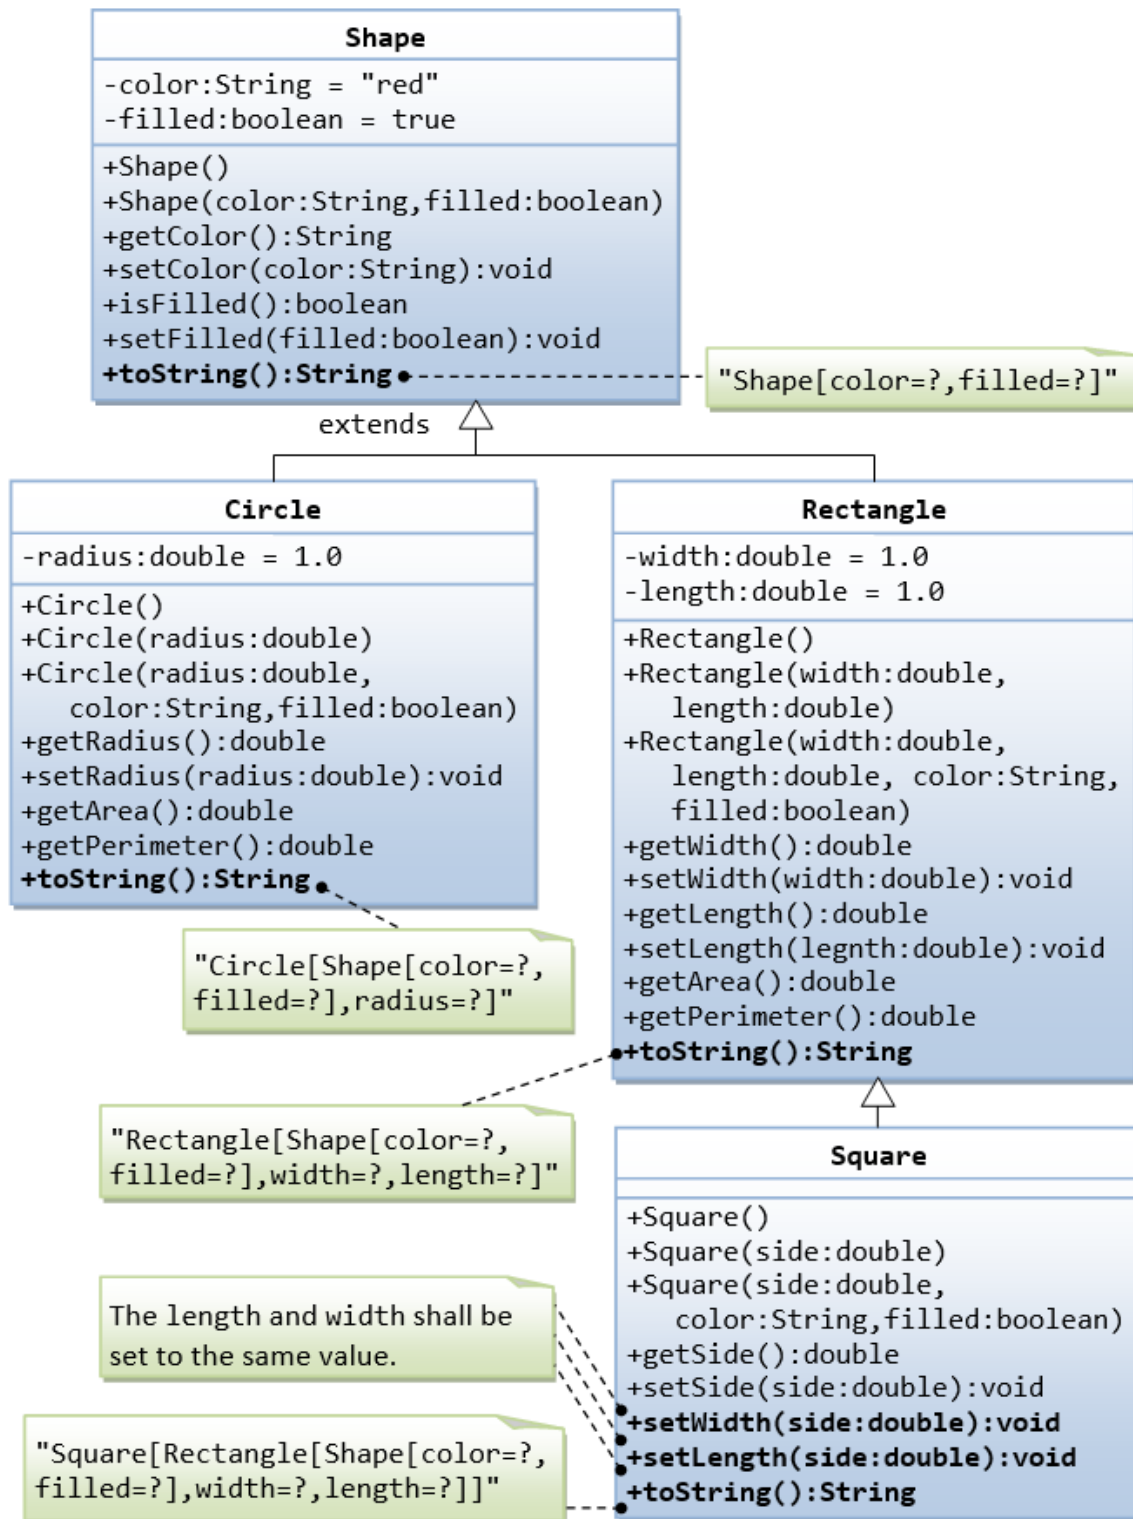 Shape
-color:String = "red"
-filled:boolean = true
+Shape()
+Shape(color:String,filled:boolean)
+getColor():String
+setColor(color:String):void
+isFilled():boolean
+setFilled(filled:boolean):void
+toString():String
"Shape[color=?,filled=?]"
extends
Circle
-radius:double = 1.0
+Circle()
+Circle(radius:double)
+Circle(radius:double,
color:String,filled:boolean)
+getRadius():double
+setRadius(radius:double):void
+getArea():double
+getPerimeter():double
+toString():String
"Circle[Shape[color=?,
filled=?],radius=?]"
Rectangle
-width:double = 1.0
-length:double = 1.0
+Rectangle()
+Rectangle(width:double,
length:double)
+Rectangle(width:double,
length:double, color:String,
filled:boolean)
+getWidth():double
+setWidth(width:double):void
+getLength():double
+setLength(legnth:double):void
+getArea():double
+getPerimeter():double
+toString():String
"Rectangle[Shape[color=?,
filled=?],width=?,length=?]"
Square
+Square()
+Square(side:double)
+Square(side:double,
color:String,filled:boolean)
+getSide():double
+setSide(side:double):void
+setWidth(side:double):void
+setLength(side:double):void
+toString():String
The length and width shall be
set to the same value.
"Square[Rectangle[Shape[color=?,
filled=?],width=?,length=?]]"